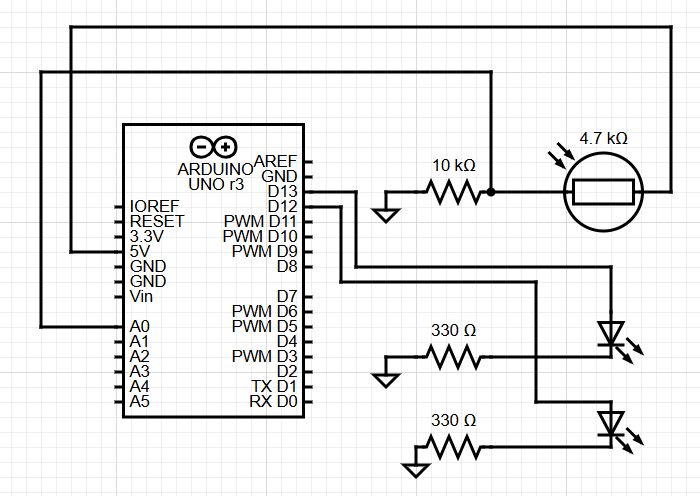 4.7 kΩ
10 kΩ
ARDUINO
UNO r3
AREF
GND
D13
D12
PWM D11
PWM D10
PWM D9
D8
D7
PWM D6
PWM D5
D4
PWM D3
D2
TX D1
RX D0
IOREF
RESET
3.3V
5V
GND
GND
Vin
A0
A1
A2
A3
A4
A5
330 Ω
330 Ω